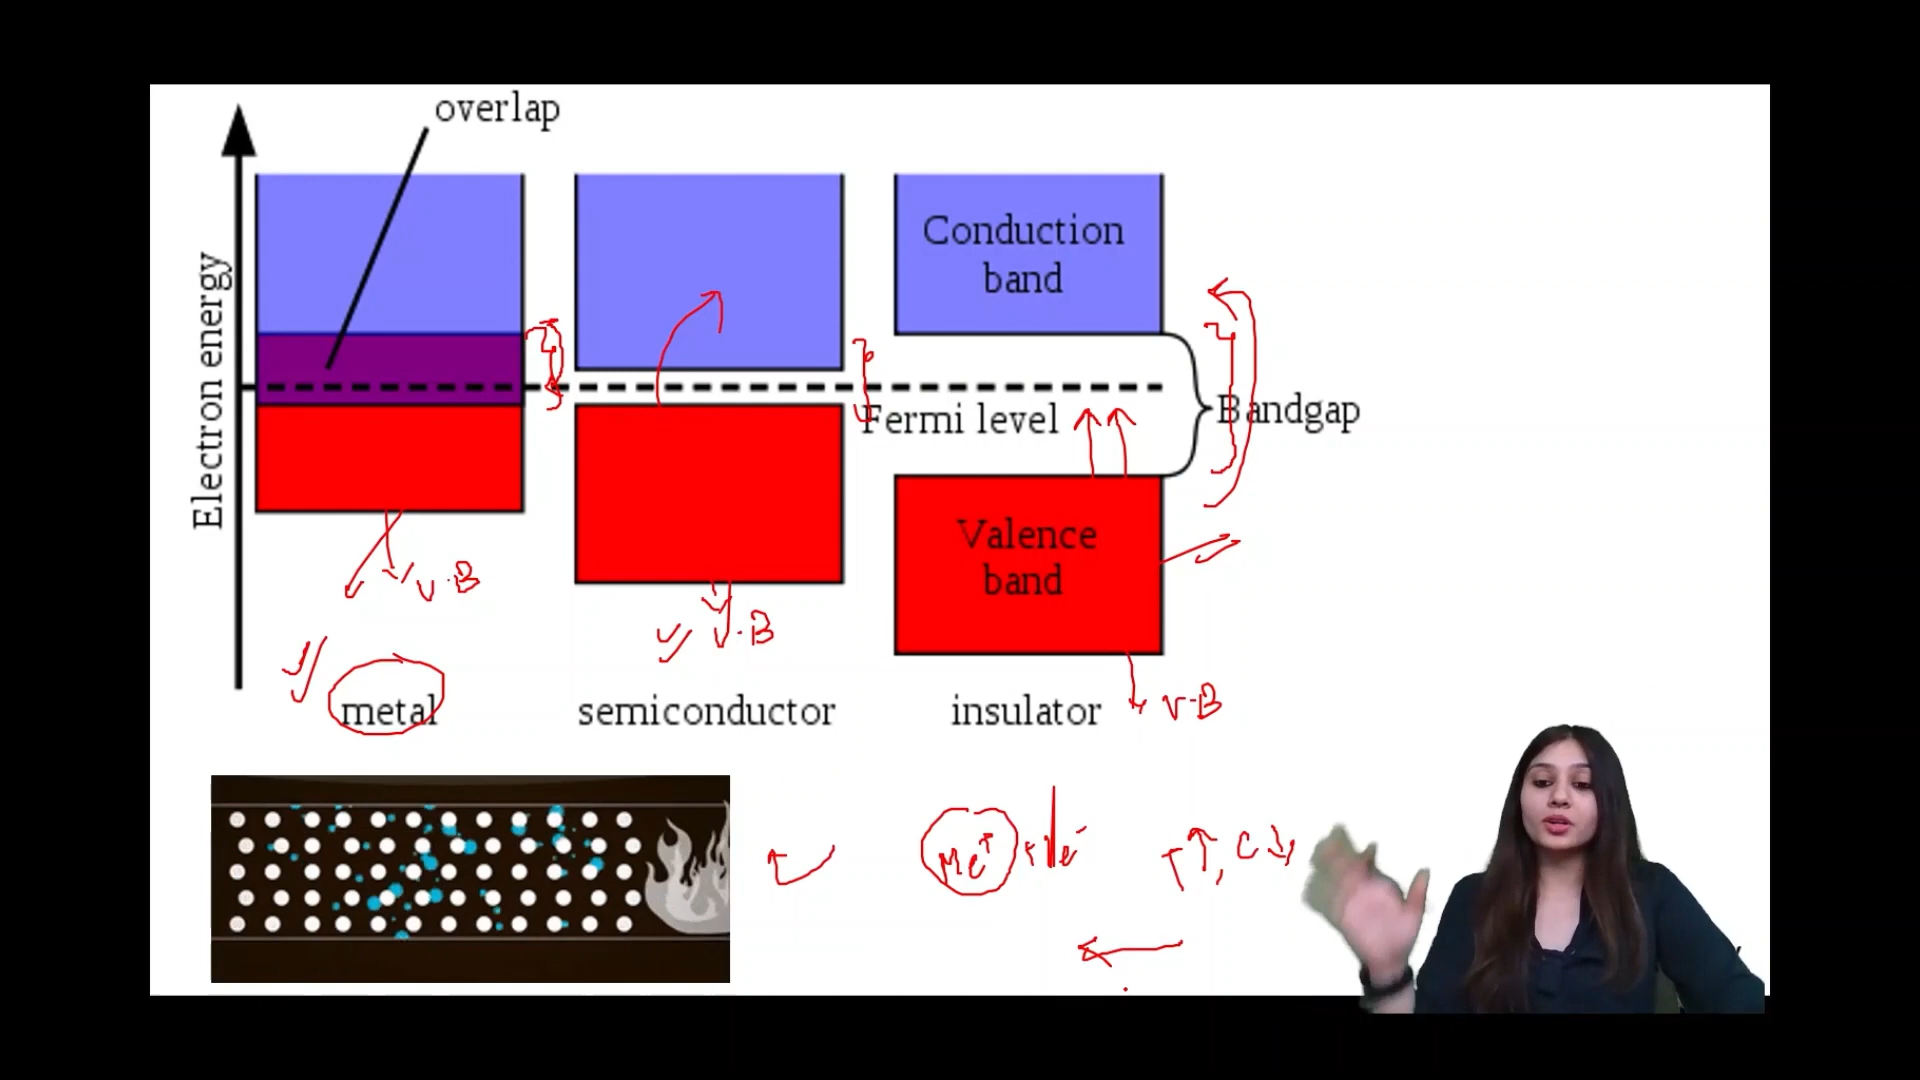 overlap
Electron energy
Conduction
band
Fermi level
Bandgap
Valence
band
V.B
V.B
V-B
metal
semiconductor
insulator
T↑, C↓